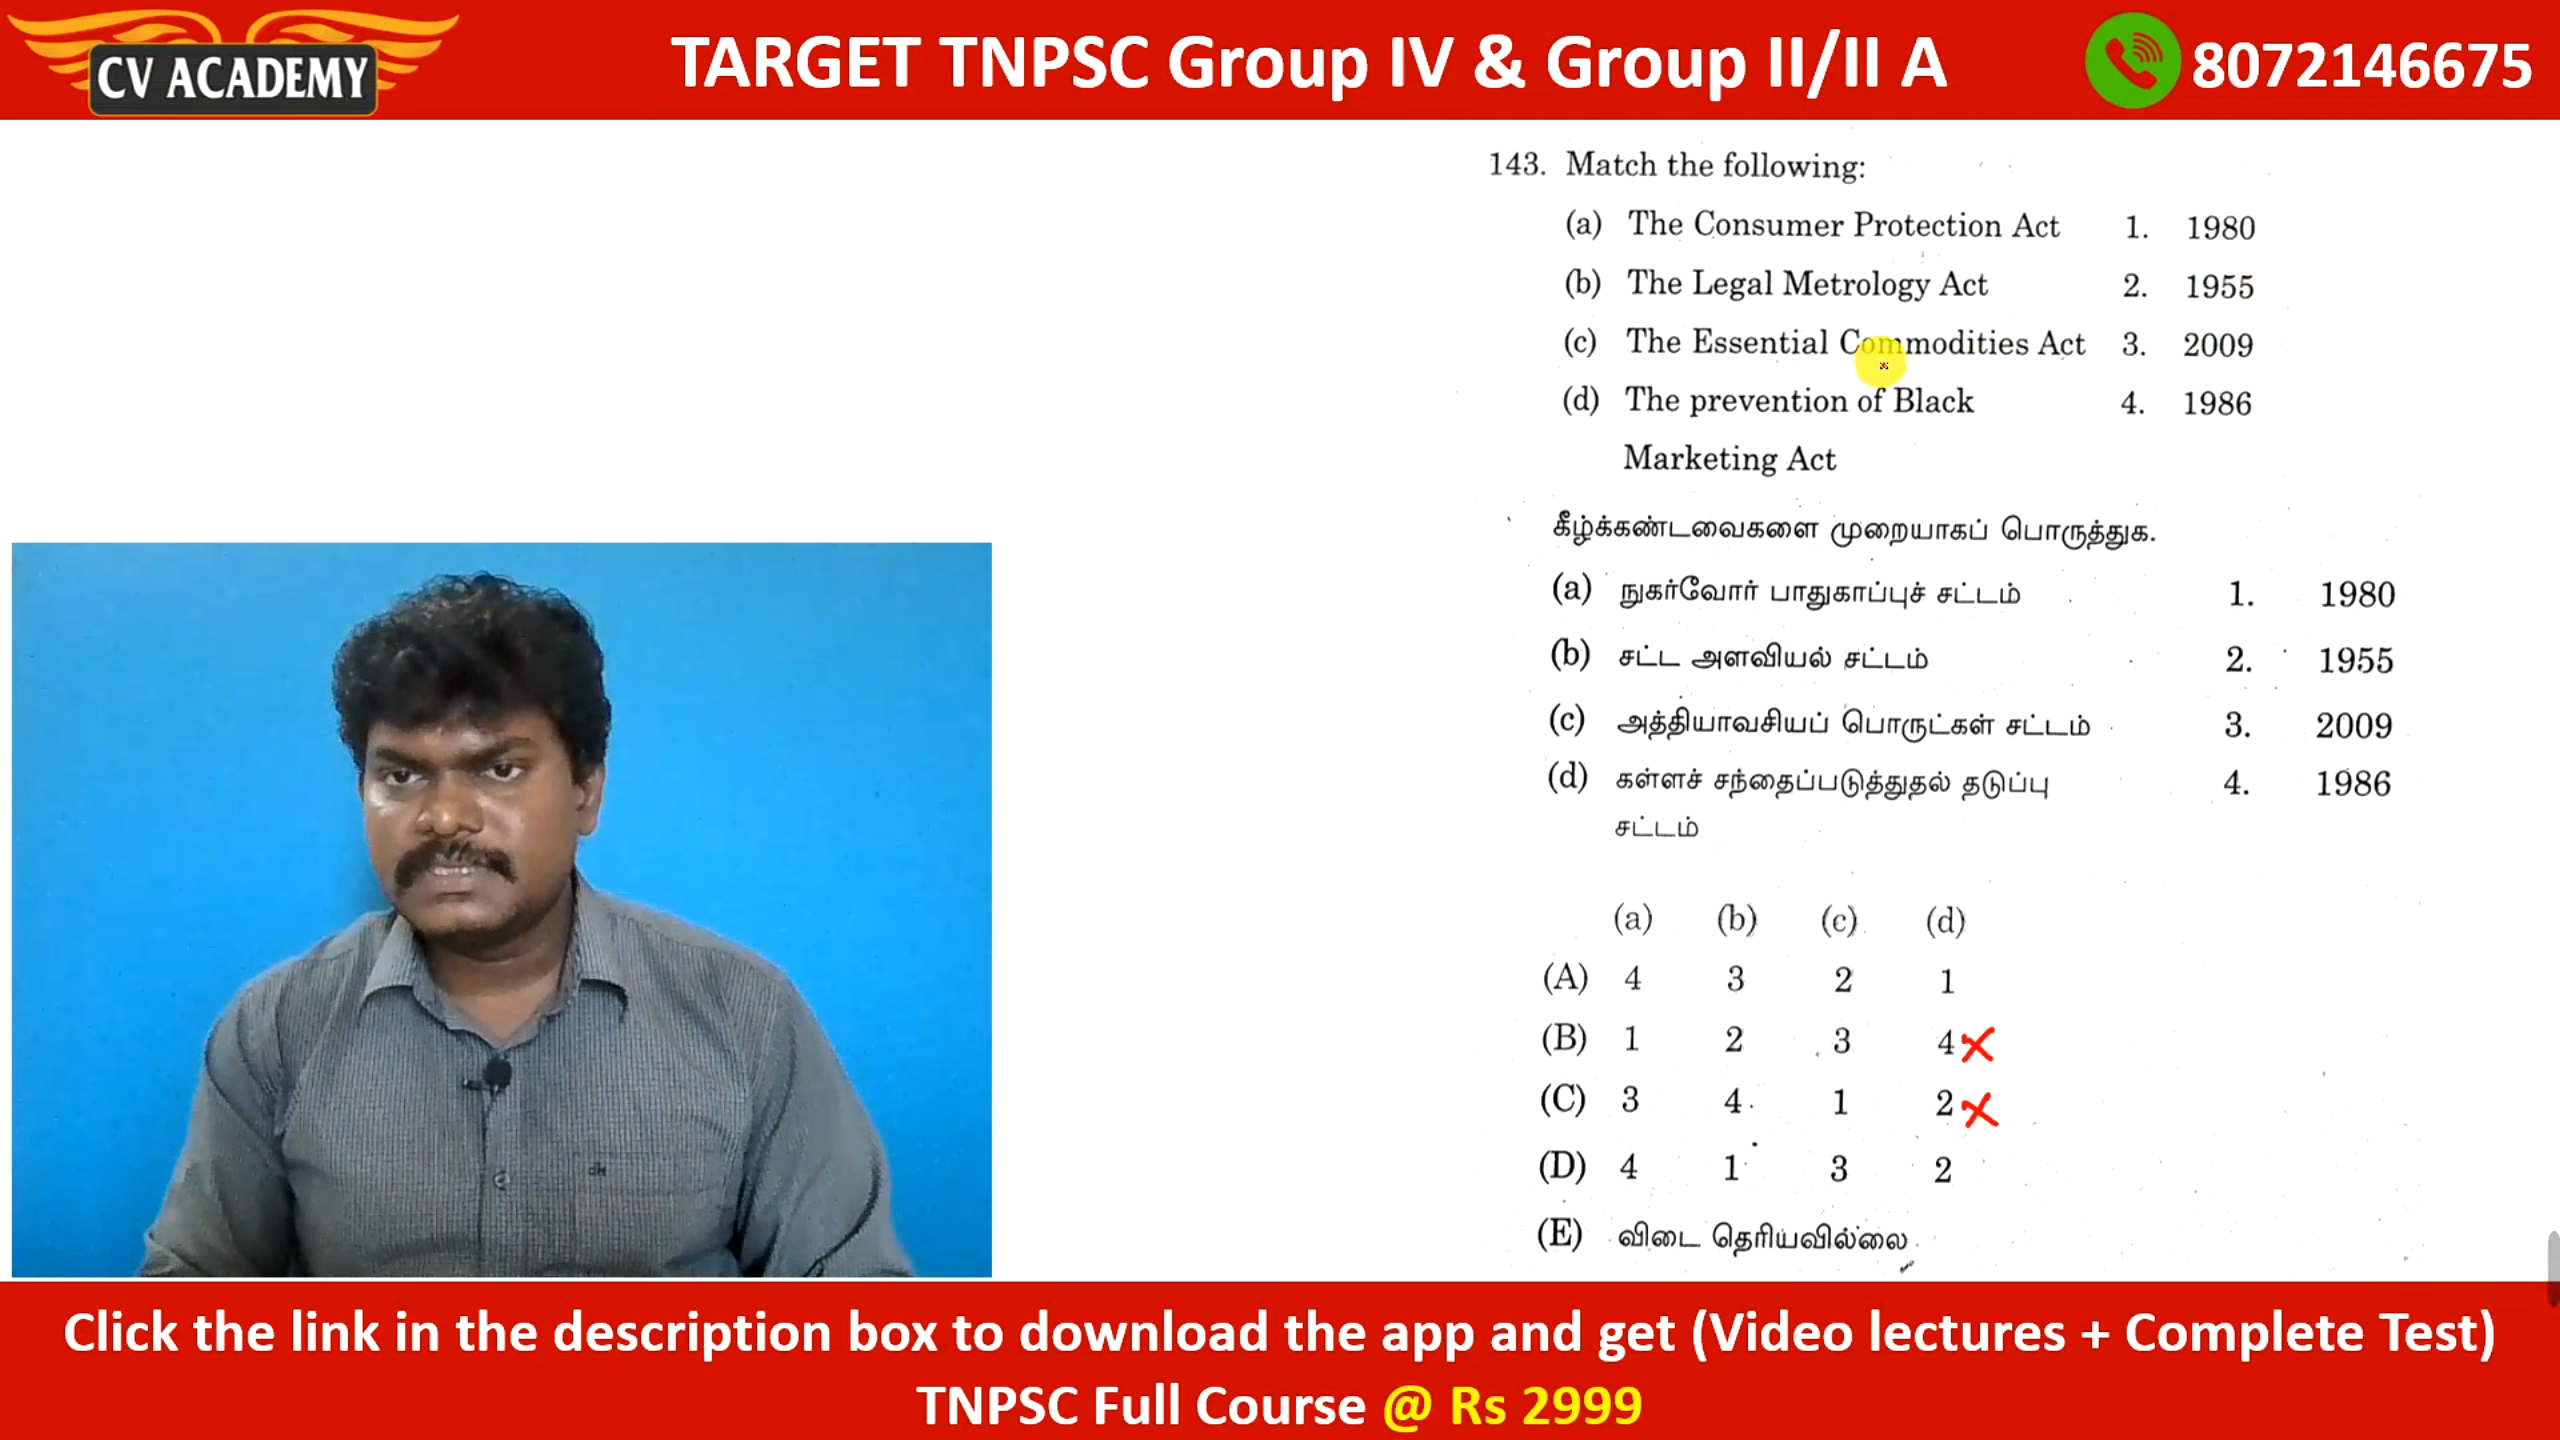 CV ACADEMY
TARGET TNPSC Group IV & Group II/II A
8072146675
143. Match the following:
(a) The Consumer Protection Act 1. 1980
(b) The Legal Metrology Act 2. 1955
(c) The Essential Commodities Act 3. 2009
(d) The prevention of Black 4. 1986
Marketing Act
கீழ்க்கண்டவைகளை முறையாகப் பொருத்துக.
(a) நுகர்வோர் பாதுகாப்புச் சட்டம் 1. 1980
(b) சட்ட அளவியல் சட்டம் 2. 1955
(c) அத்தியாவசியப் பொருட்கள் சட்டம் 3. 2009
(d) கள்ளச் சந்தைப்படுத்துதல் தடுப்பு 4. 1986
சட்டம்
(a) (b) (c) (d)
(A) 4 3 2 1
(B) 1 2 3 4
(C) 3 4 1 2
(D) 4 1 3 2
(E) விடை தெரியவில்லை
Click the link in the description box to download the app and get (Video lectures + Complete Test)
TNPSC Full Course @ Rs 2999